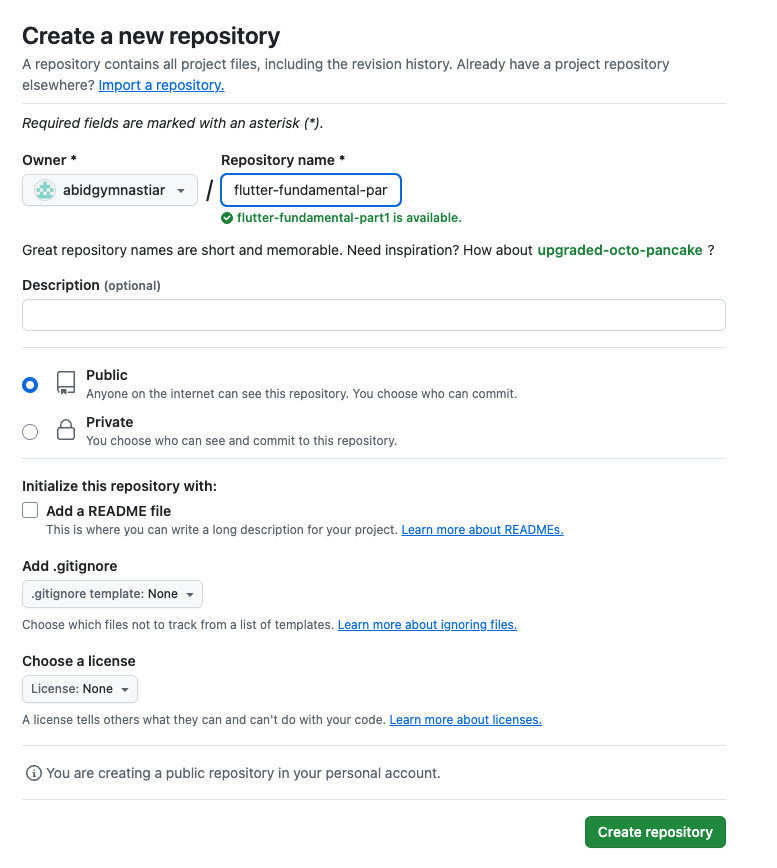 Create a new repository
A repository contains all project files, including the revision history. Already have a project repository
elsewhere? Import a repository.
Required fields are marked with an asterisk (*).
Owner *
Repository name *
abidgymnastiar
/
flutter-fundamental-par
flutter-fundamental-part1 is available.
Great repository names are short and memorable. Need inspiration? How about upgraded-octo-pancake ?
Description (optional)
Public
Anyone on the internet can see this repository. You choose who can commit.
Private
You choose who can see and commit to this repository.
Initialize this repository with:
Add a README file
This is where you can write a long description for your project. Learn more about READMEs.
Add .gitignore
.gitignore template: None
Choose which files not to track from a list of templates. Learn more about ignoring files.
Choose a license
License: None
A license tells others what they can and can't do with your code. Learn more about licenses.
You are creating a public repository in your personal account.
Create repository